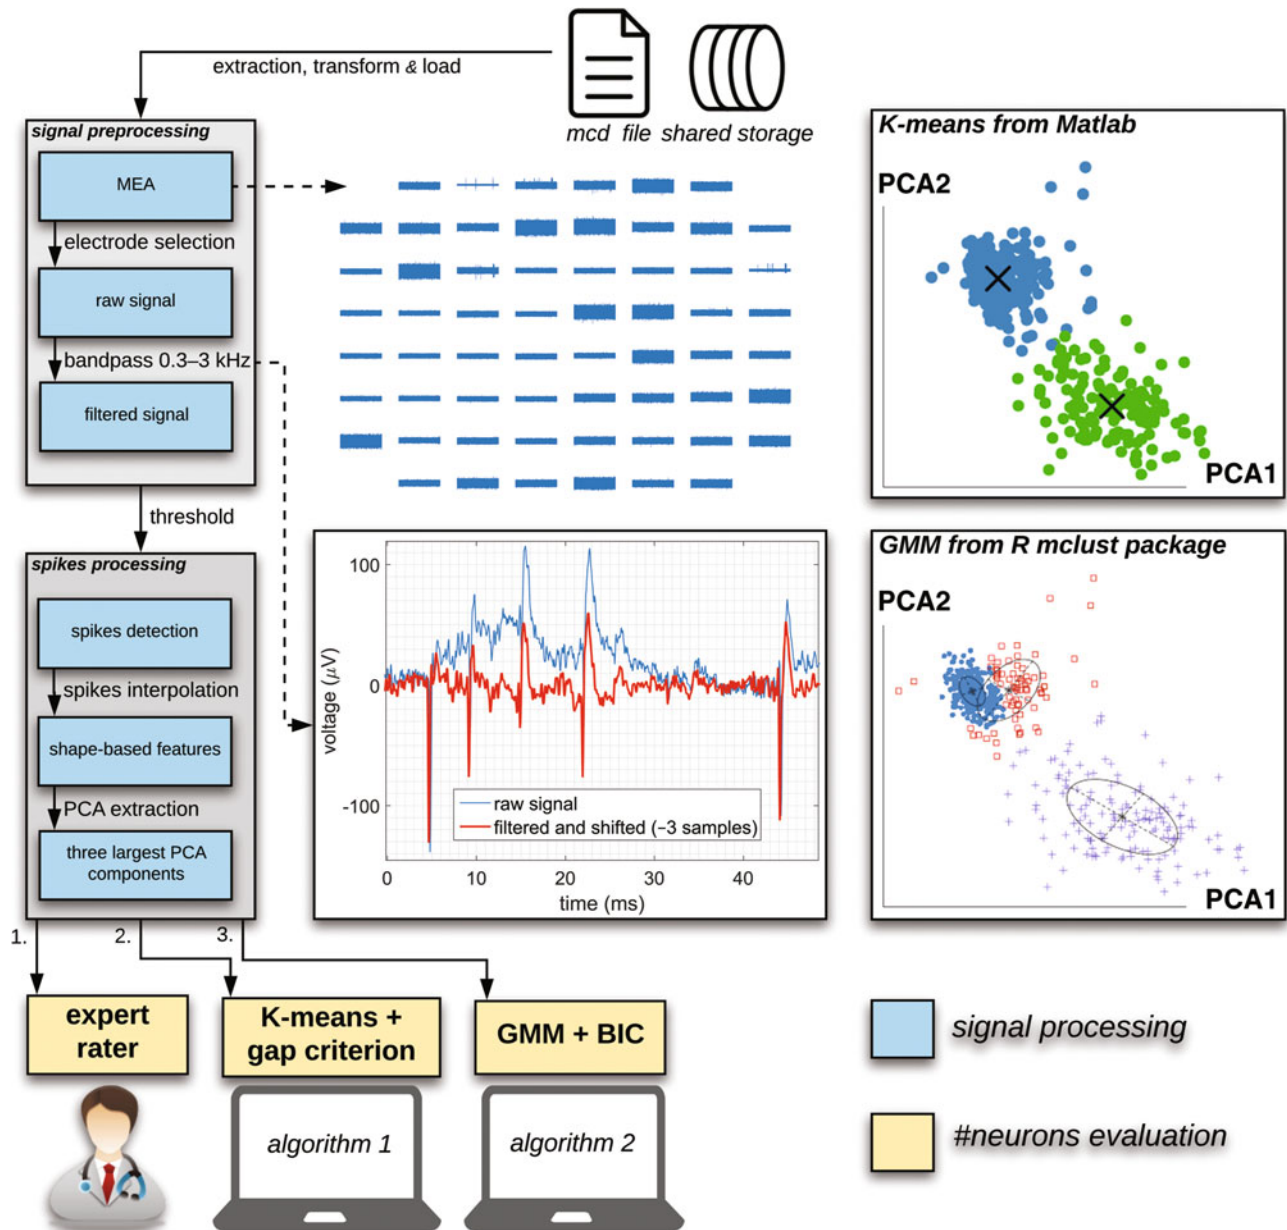 extraction, transform & load
mcd file shared storage
signal preprocessing
MEA
electrode selection
raw signal
bandpass 0.3–3 kHz
filtered signal
threshold
spikes processing
spikes detection
spikes interpolation
shape-based features
PCA extraction
three largest PCA
components
K-means from Matlab
PCA2
PCA1
100
0
-100
voltage (µV)
raw signal
filtered and shifted (−3 samples)
0
10
20
30
40
time (ms)
GMM from R mclust package
PCA2
PCA1
1.
2.
3.
expert
rater
K-means +
gap criterion
GMM + BIC
algorithm 1
algorithm 2
signal processing
#neurons evaluation